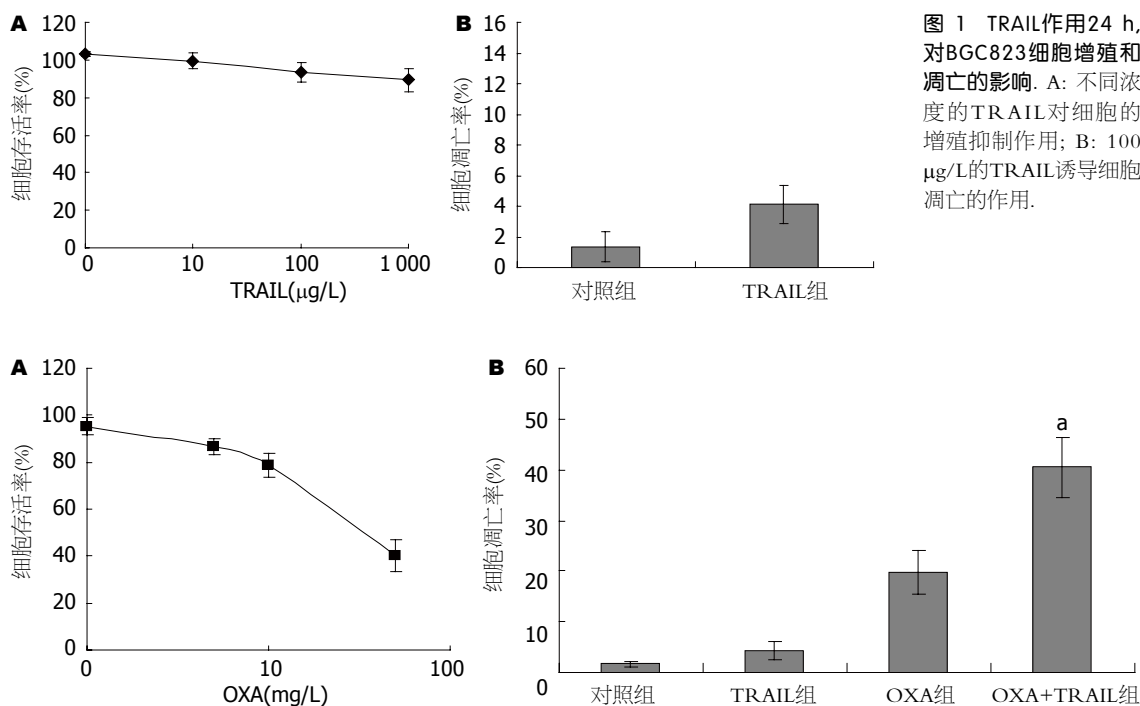 A
120
100
80
60
40
20
0
细胞存活率(%)
0 10 100 1 000
TRAIL(μg/L)
B
16
14
12
10
8
6
4
2
0
细胞凋亡率(%)
对照组 TRAIL组
图 1 TRAIL作用24 h,
对BGC823细胞增殖和
凋亡的影响. A: 不同浓
度的TRAIL对细胞的
增殖抑制作用; B: 100
μg/L的TRAIL诱导细胞
凋亡的作用.
A
120
100
80
60
40
20
0
细胞存活率(%)
0 10 100
OXA(mg/L)
B
60
50
40
30
20
10
0
细胞凋亡率(%)
a
对照组 TRAIL组 OXA组 OXA+TRAIL组